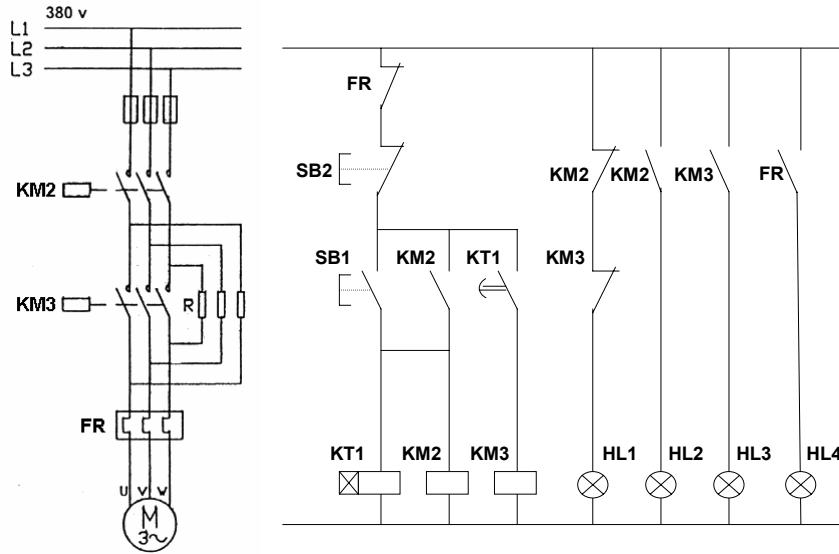 380 v
L1
L2
L3
KM2
KM3
R
FR
U V W
M
3~
FR
SB2
KM2 KM2 KM3 FR
SB1 KM2 KT1 KM3
KT1 KM2 KM3 HL1 HL2 HL3 HL4